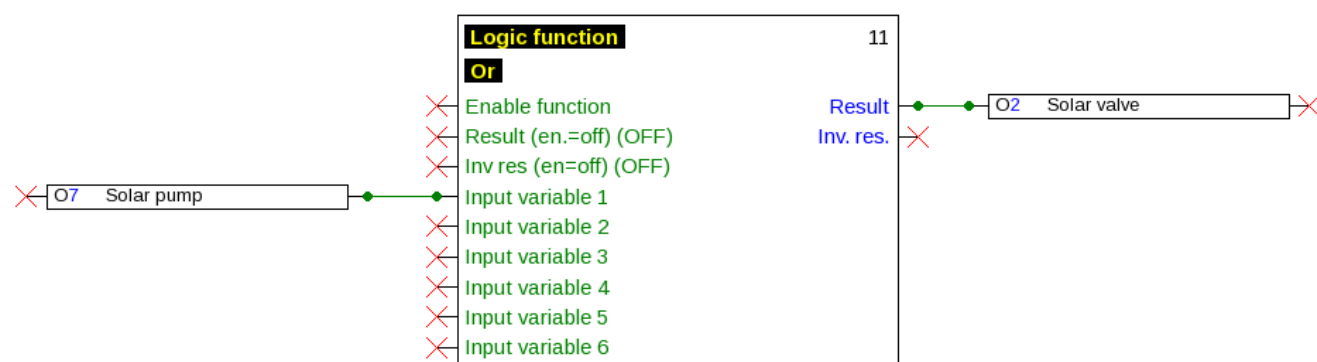 Logic function 11
Or
Enable function Result
O2 Solar valve
Result (en.=off) (OFF) Inv. res.
Inv res (en=off) (OFF)
O7 Solar pump
Input variable 1
Input variable 2
Input variable 3
Input variable 4
Input variable 5
Input variable 6